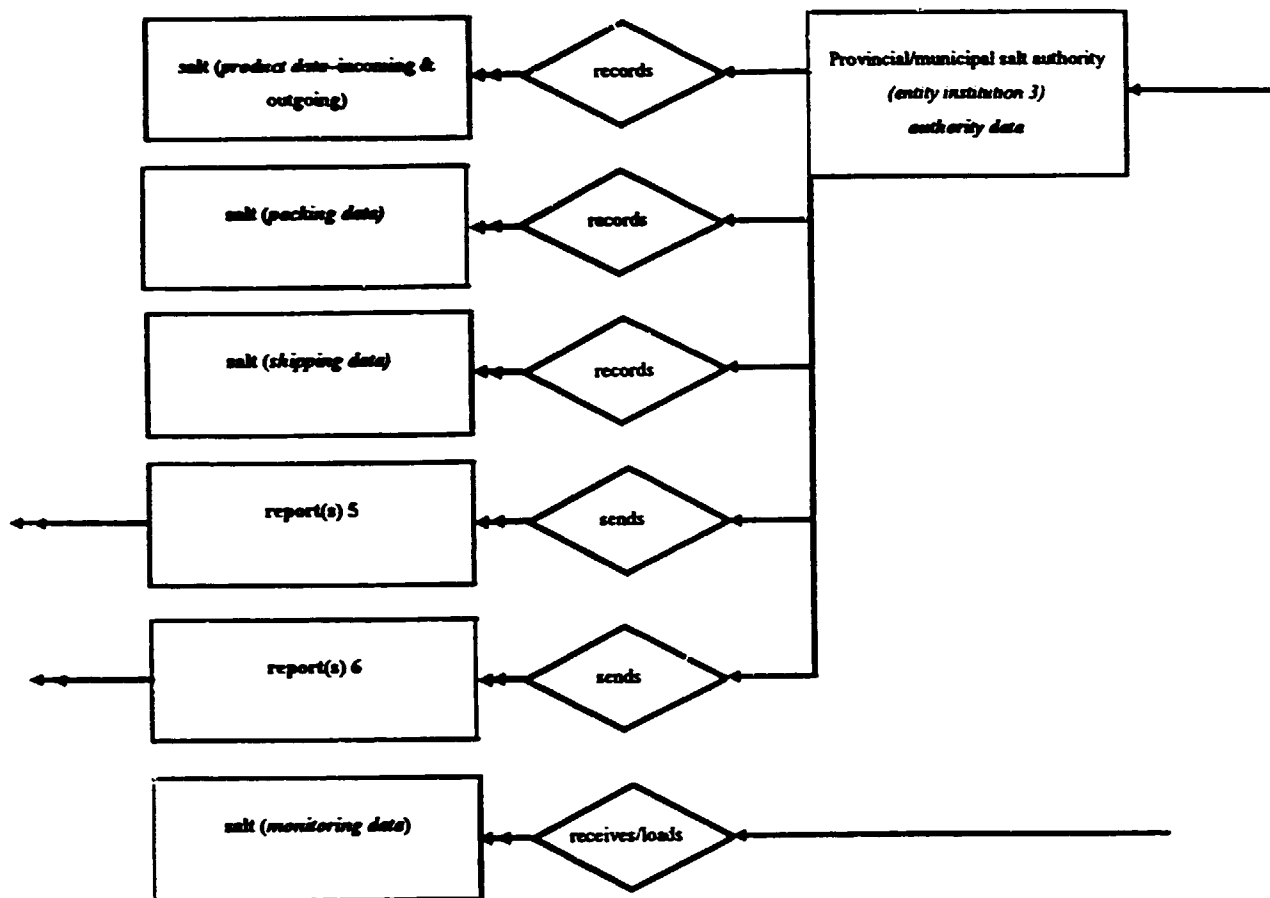 salt (product data-incoming &
outgoing)
records
Provincial/municipal salt authority
(entity institution 3)
authority data
salt (packing data)
records
salt (shipping data)
records
report(s) 5
sends
report(s) 6
sends
salt (monitoring data)
receives/loads